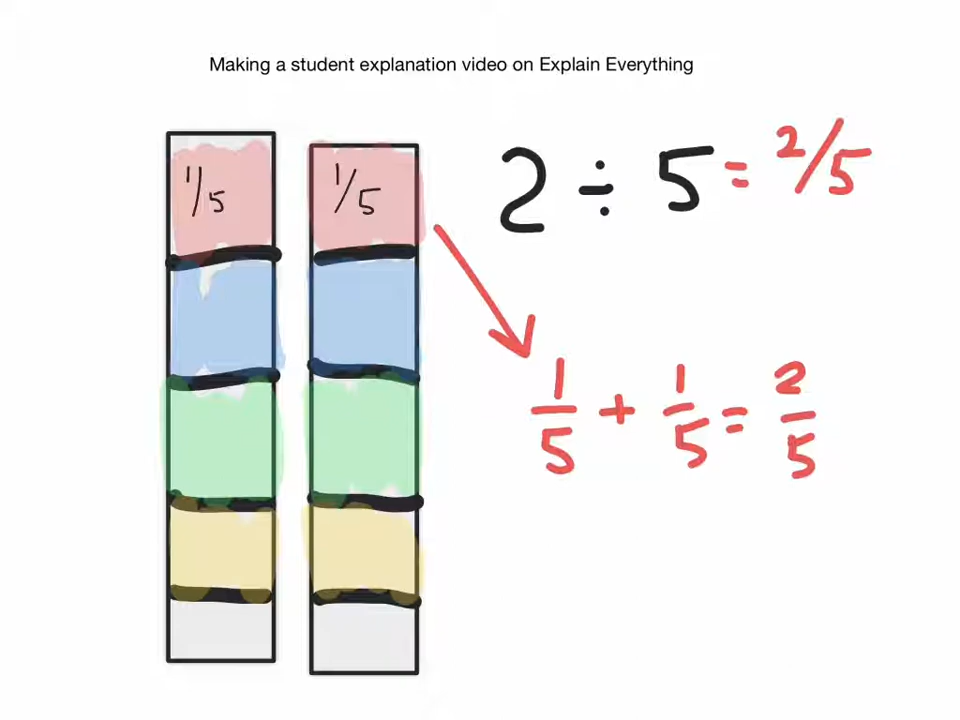 Making a student explanation video on Explain Everything
1/5 1/5
2 ÷ 5 = 2/5
1/5 + 1/5 = 2/5